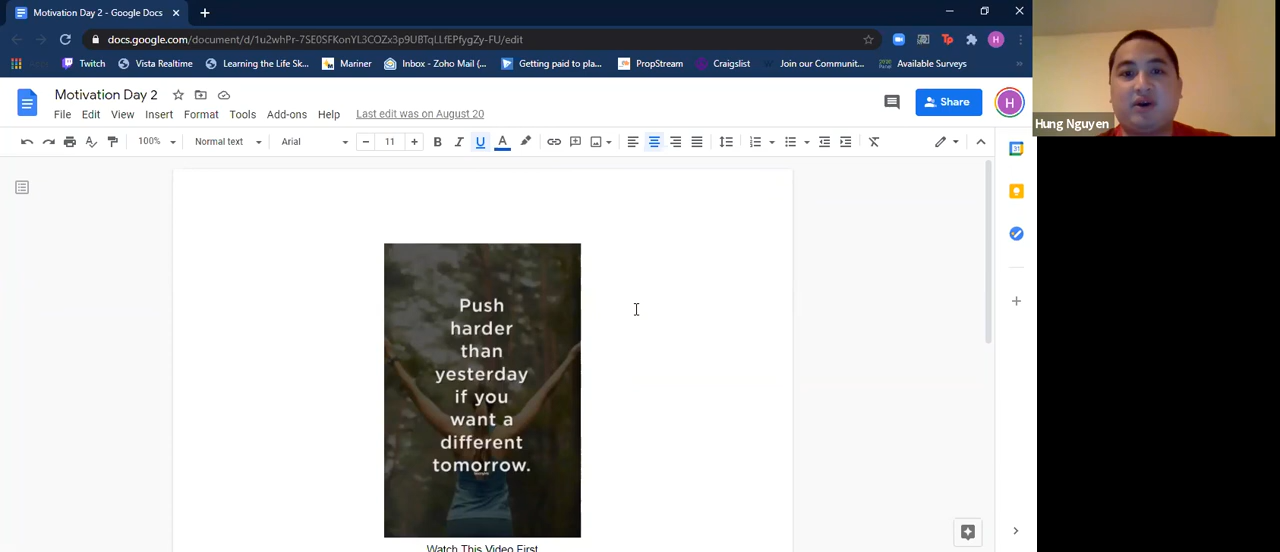 Motivation Day 2 - Google Docs
docs.google.com/document/d/1u2whPr-7SE0SFKonYL3COZx3p9UBTqLLfEPfygZy-FU/edit
Apps Twitch Vista Realtime Learning the Life Sk... Mariner Inbox - Zoho Mail (... Getting paid to pla... PropStream Craigslist Join our Communit... Available Surveys
Motivation Day 2
Share
H
File Edit View Insert Format Tools Add-ons Help Last edit was on August 20
100% Normal text Arial 11
Push
harder
than
yesterday
if you
want a
different
tomorrow.
Watch This Video First
Hung Nguyen